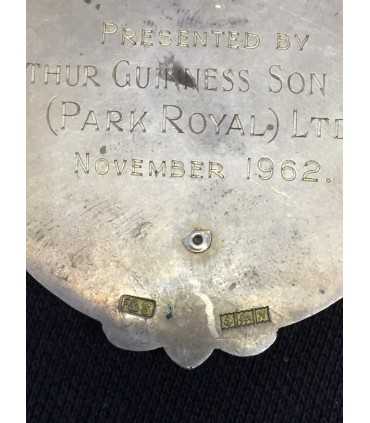 PRESENTED BY
THUR GUINNESS SON
(PARK ROYAL) LTD
NOVEMBER 1962.